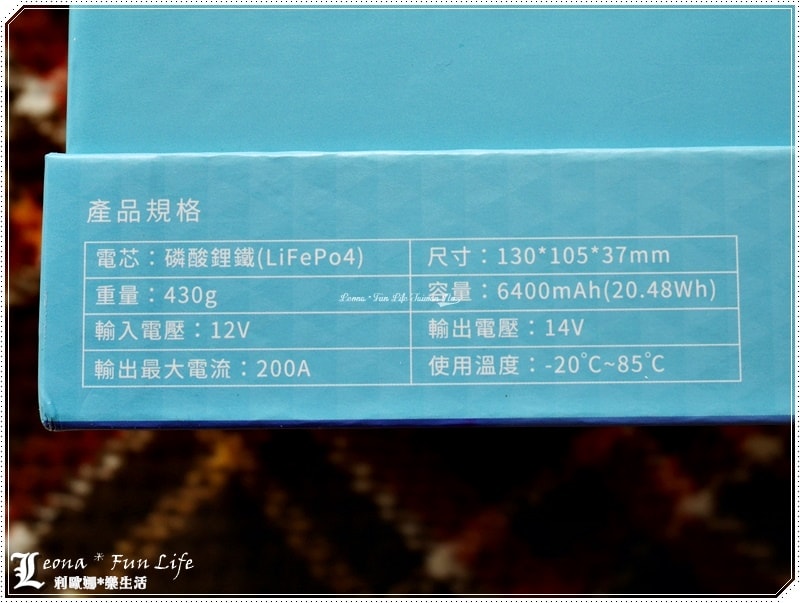 產品規格
電芯：磷酸鋰鐵(LiFePo4) 尺寸：130*105*37mm
重量：430g 容量：6400mAh(20.48Wh)
輸入電壓：12V 輸出電壓：14V
輸出最大電流：200A 使用溫度：-20℃~85℃
Leona * Fun Life
利歐娜*樂生活